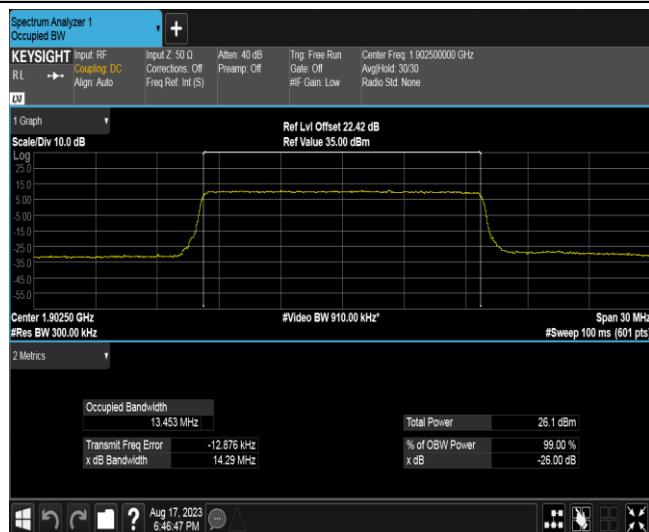 Spectrum Analyzer 1
Occupied BW
KEYSIGHT
RL
LXI
Input: RF
Coupling: DC
Align: Auto
Input Z: 50 Ω
Corrections: Off
Freq Ref: Int (S)
Atten: 40 dB
Preamp: Off
Trig: Free Run
Gate: Off
#IF Gain: Low
Center Freq: 1.902500000 GHz
Avg|Hold: 30/30
Radio Std: None
1 Graph
Scale/Div 10.0 dB
Ref Lvl Offset 22.42 dB
Ref Value 35.00 dBm
Log
25.0
15.0
5.00
-5.00
-15.0
-25.0
-35.0
-45.0
-55.0
Center 1.90250 GHz
#Res BW 300.00 kHz
#Video BW 910.00 kHz*
Span 30 MHz
#Sweep 100 ms (601 pts)
2 Metrics
Occupied Bandwidth
13.453 MHz
Transmit Freq Error -12.876 kHz
x dB Bandwidth 14.29 MHz
Total Power 26.1 dBm
% of OBW Power 99.00 %
x dB -26.00 dB
Aug 17, 2023
6:46:47 PM